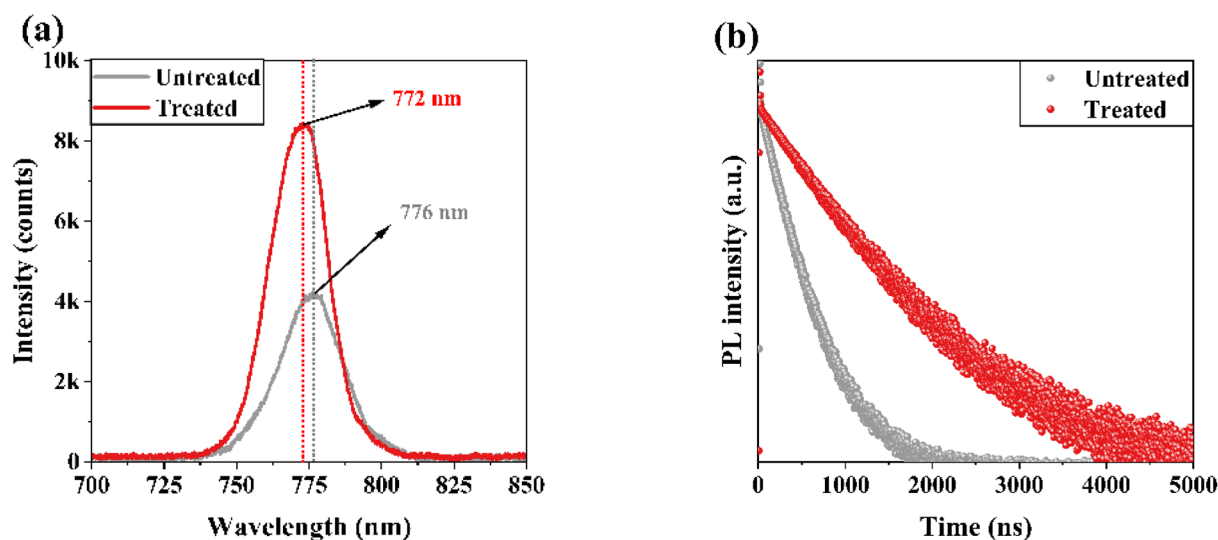 (a)
10k
8k
6k
4k
2k
0
Intensity (counts)
Untreated
Treated
772 nm
776 nm
700 725 750 775 800 825 850
Wavelength (nm)
(b)
PL intensity (a.u.)
Untreated
Treated
0 1000 2000 3000 4000 5000
Time (ns)